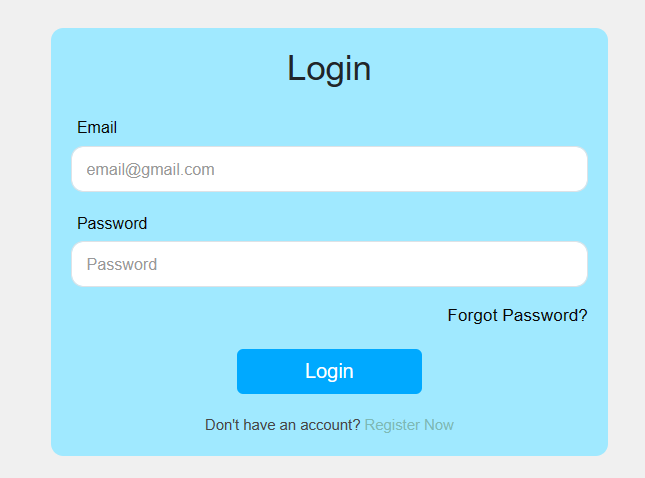 Login
Email
email@gmail.com
Password
Password
Forgot Password?
Login
Don't have an account? Register Now